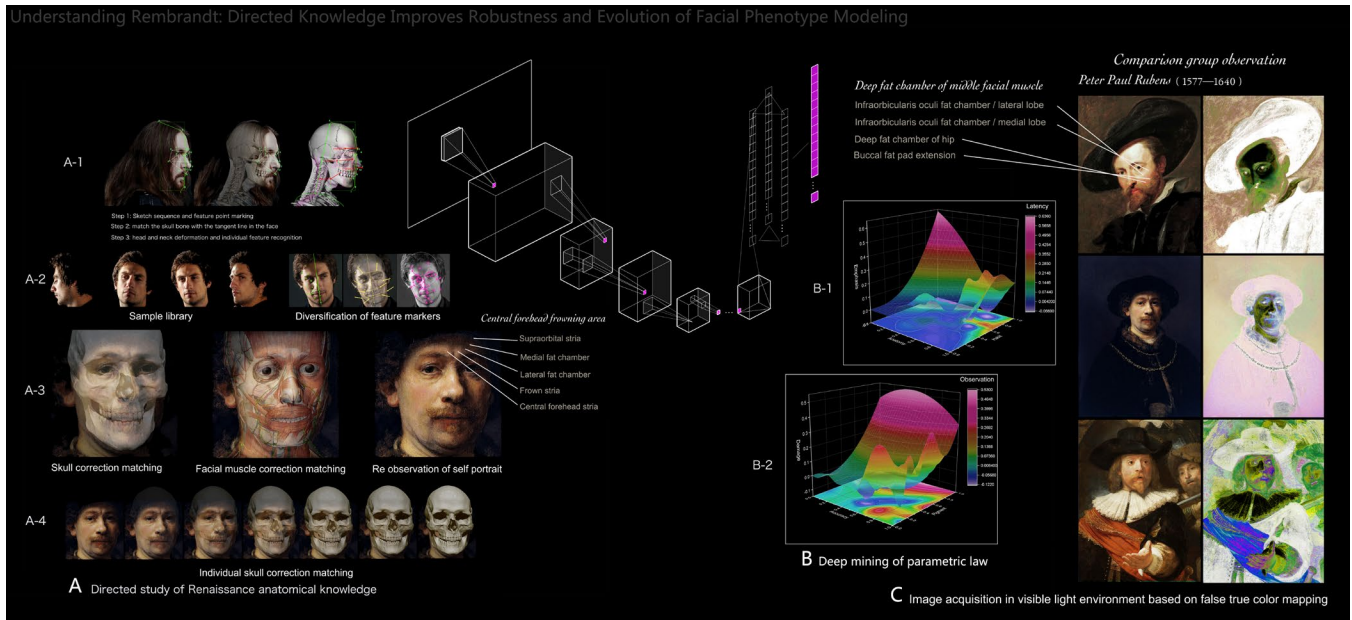 Understanding Rembrandt: Directed Knowledge Improves Robustness and Evolution of Facial Phenotype Modeling
A-1
Step 1: Sketch sequence and feature point marking
Step 2: match the skull bone with the tangent line in the face
Step 3: head and neck deformation and individual feature recognition
A-2
Sample library
Diversification of feature markers
A-3
Skull correction matching
Facial muscle correction matching
Re observation of self portrait
Central forehead frowning area
Supraorbital stria
Medial fat chamber
Lateral fat chamber
Frown stria
Central forehead stria
A-4
Individual skull correction matching
A Directed study of Renaissance anatomical knowledge
Deep fat chamber of middle facial muscle
Infraorbicularis oculi fat chamber / lateral lobe
Infraorbicularis oculi fat chamber / medial lobe
Deep fat chamber of hip
Buccal fat pad extension
B-1
Latency
B-2
Observation
B Deep mining of parametric law
Comparison group observation
Peter Paul Rubens (1577—1640)
C Image acquisition in visible light environment based on false true color mapping